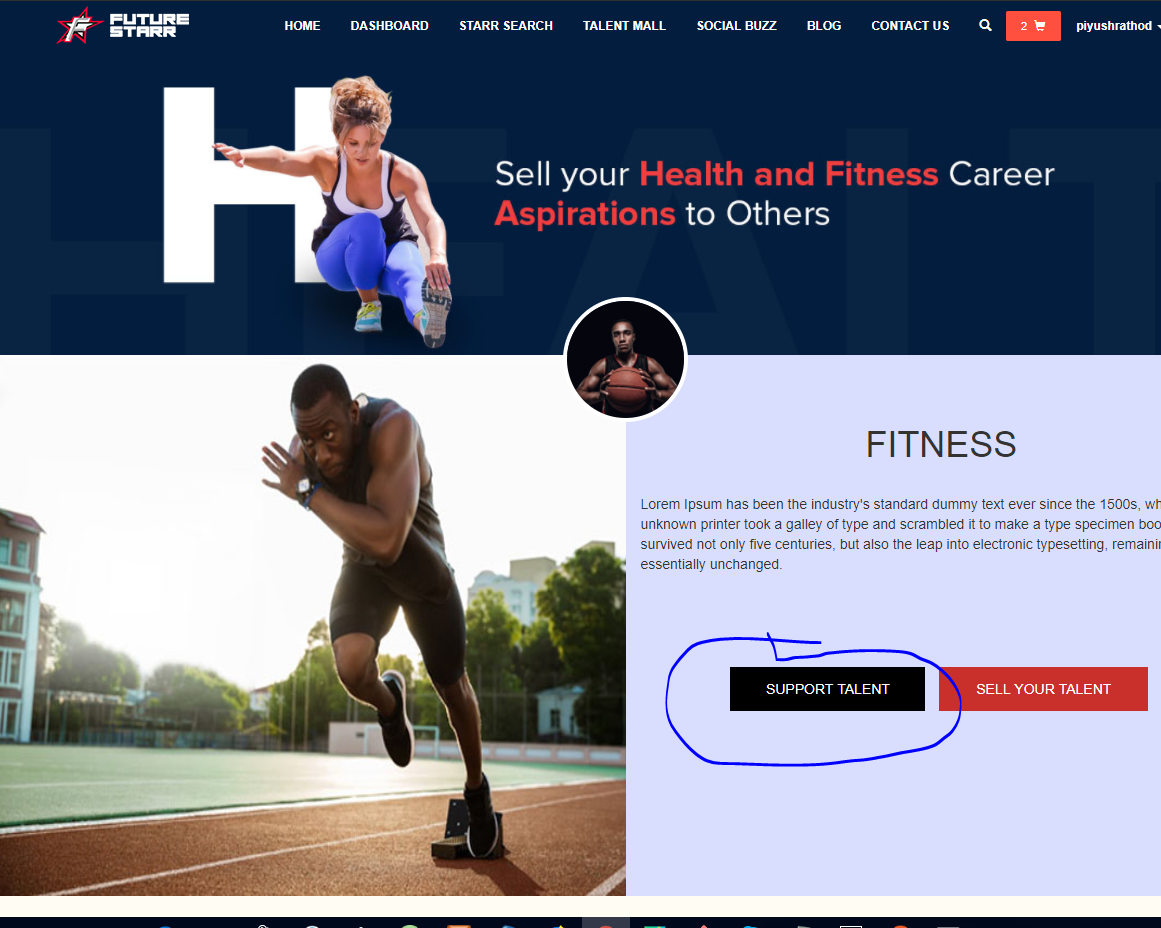 FUTURE
STARR
HOME DASHBOARD STARR SEARCH TALENT MALL SOCIAL BUZZ BLOG CONTACT US 2 piyushrathod
H
HEALT
Sell your Health and Fitness Career
Aspirations to Others
FITNESS
Lorem Ipsum has been the industry's standard dummy text ever since the 1500s, wh
unknown printer took a galley of type and scrambled it to make a type specimen boo
survived not only five centuries, but also the leap into electronic typesetting, remainin
essentially unchanged.
SUPPORT TALENT SELL YOUR TALENT